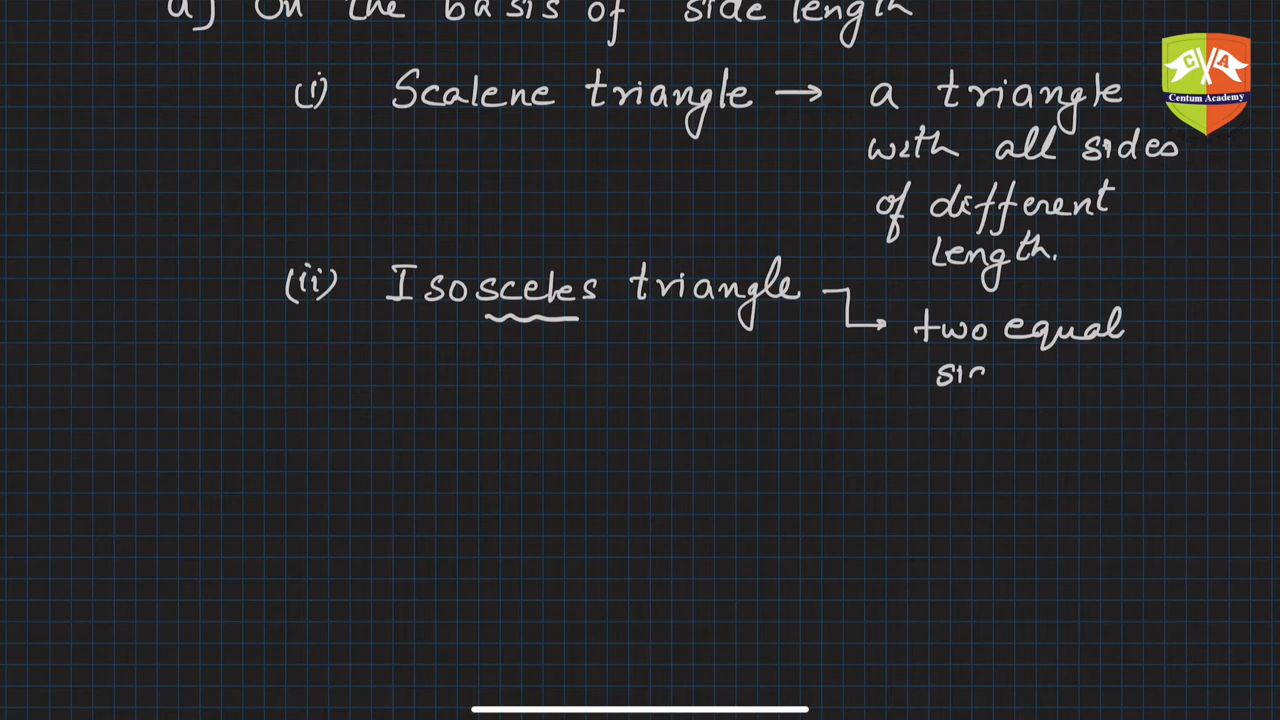 a) On the basis of side length
(i) Scalene triangle → a triangle
with all sides
of different
length.
(ii) Isosceles triangle → two equal
C A
Centum Academy